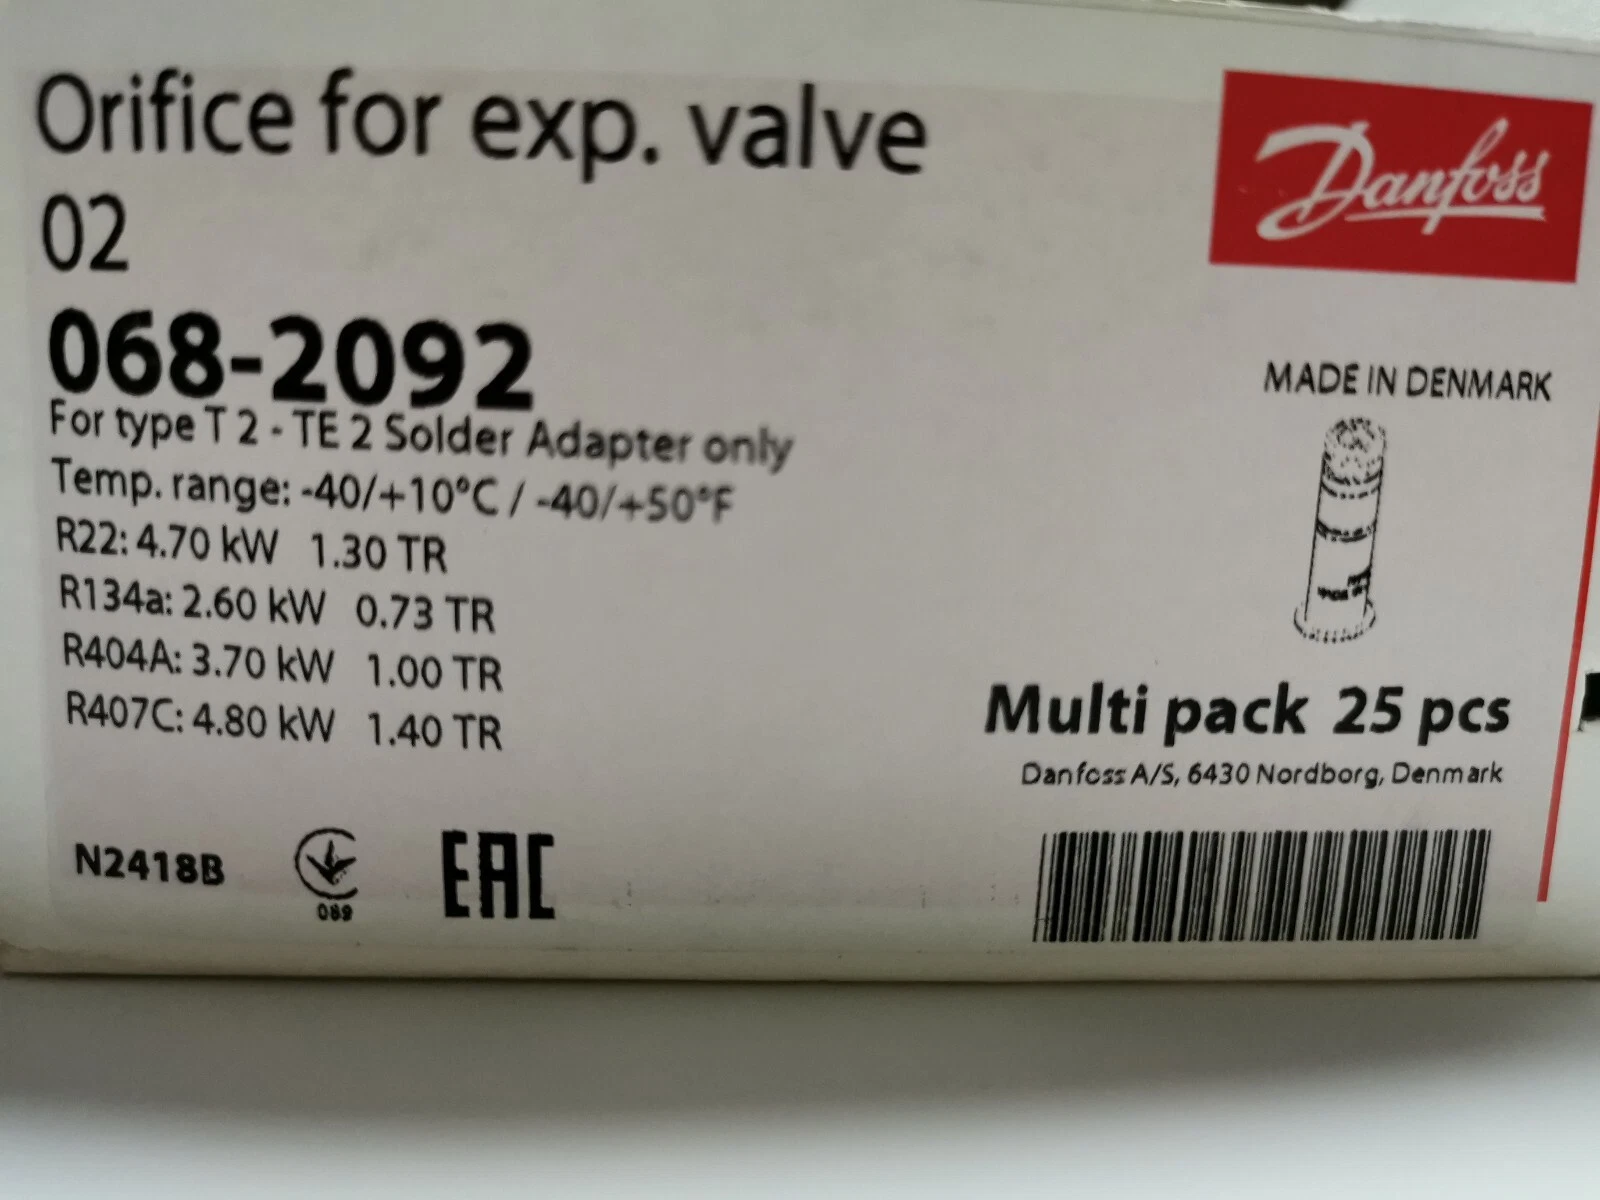 Orifice for exp. valve
02
068-2092
For type T 2 - TE 2 Solder Adapter only
Temp. range: -40/+10°C / -40/+50°F
R22: 4.70 kW 1.30 TR
R134a: 2.60 kW 0.73 TR
R404A: 3.70 kW 1.00 TR
R407C: 4.80 kW 1.40 TR
N2418B
089
EAC
Danfoss
MADE IN DENMARK
Multi pack 25 pcs
Danfoss A/S, 6430 Nordborg, Denmark